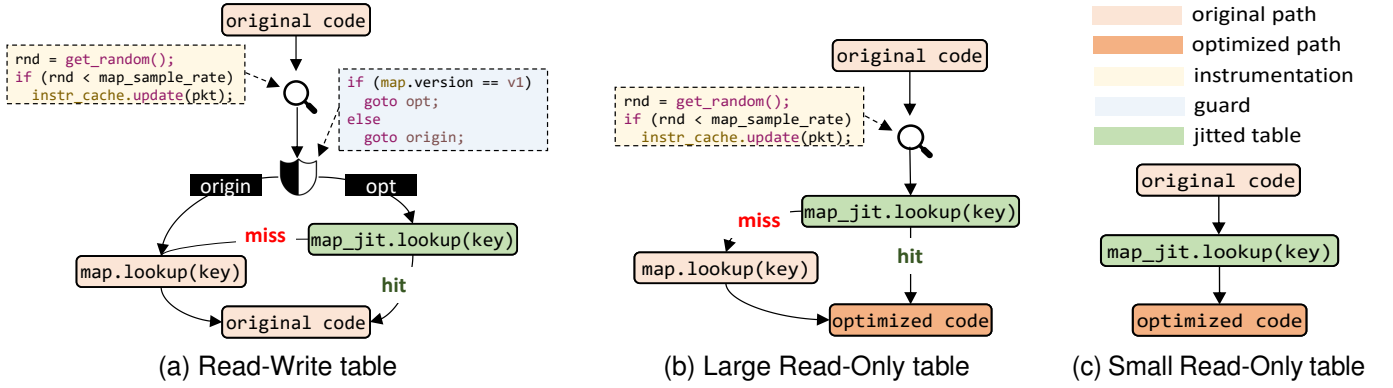 original code
rnd = get_random();
if (rnd < map_sample_rate)
instr_cache.update(pkt);
if (map.version == v1)
goto opt;
else
goto origin;
origin
opt
miss
map_jit.lookup(key)
map.lookup(key)
hit
original code
(a) Read-Write table
original code
rnd = get_random();
if (rnd < map_sample_rate)
instr_cache.update(pkt);
map_jit.lookup(key)
miss
hit
map.lookup(key)
optimized code
(b) Large Read-Only table
original path
optimized path
instrumentation
guard
jitted table
original code
map_jit.lookup(key)
optimized code
(c) Small Read-Only table